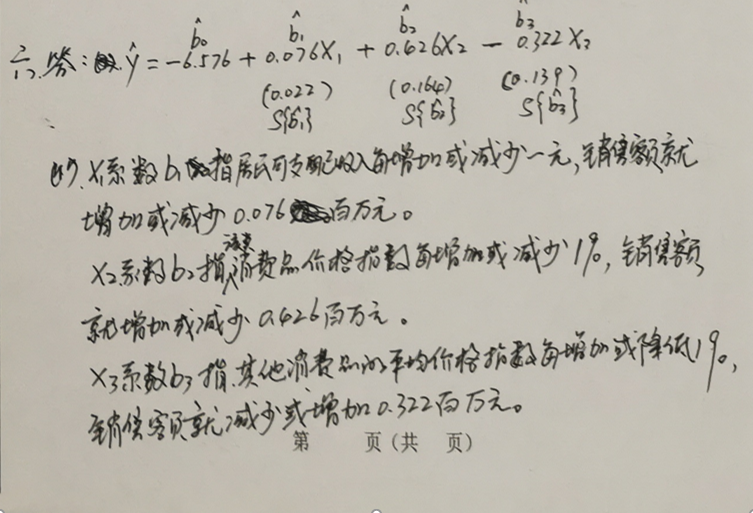 b̂₀ b̂₁ b̂₂ b̂₃
六.答: ŷ = -6.576 + 0.076X₁ + 0.426X₂ - 0.322X₃
(0.022) (0.164) (0.139)
S{b̂₁} S{b̂₂} S{b̂₃}
X₁系数b₁指居民可支配收入每增加或减少一元,销售额就
增加或减少0.076百万元。
X₂系数b₂指该类消费品价格指数每增加或减少1%,销售额
就增加或减少0.426百万元。
X₃系数b₃指其他消费品的平均价格指数每增加或降低1%,
销售额就减少或增加0.322百万元。
第 页(共 页)